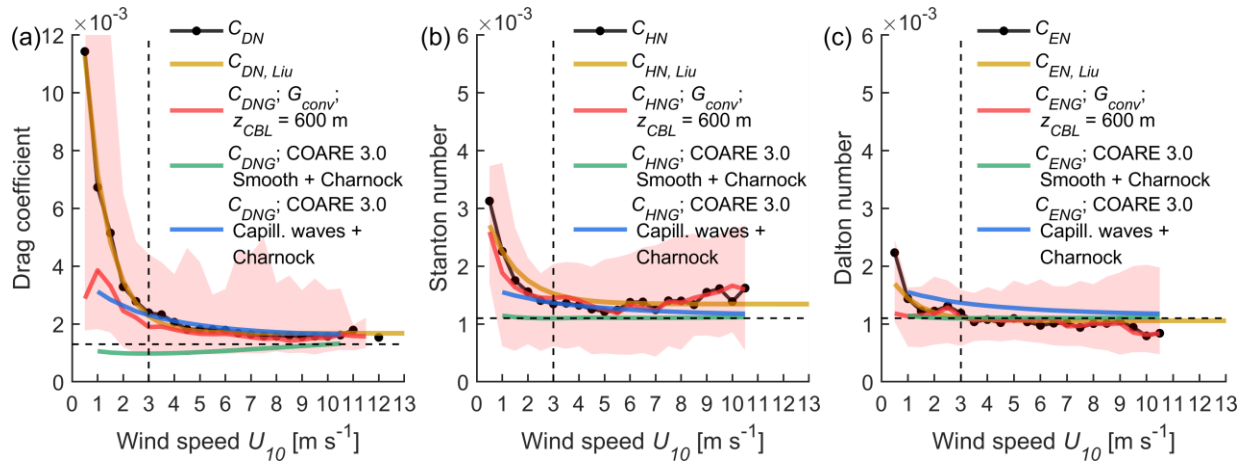 (a)
×10⁻³
12
10
8
6
4
2
0
0 1 2 3 4 5 6 7 8 9 10 11 12 13
Drag coefficient
Wind speed U₁₀ [m s⁻¹]
C_DN
C_DN, Liu
C_DNG; G_conv;
z_CBL = 600 m
C_DNG; COARE 3.0
Smooth + Charnock
C_DNG; COARE 3.0
Capill. waves +
Charnock
(b)
×10⁻³
6
5
4
3
2
1
0
0 1 2 3 4 5 6 7 8 9 10 11 12 13
Stanton number
Wind speed U₁₀ [m s⁻¹]
C_HN
C_HN, Liu
C_HNG; G_conv;
z_CBL = 600 m
C_HNG; COARE 3.0
Smooth + Charnock
C_HNG; COARE 3.0
Capill. waves +
Charnock
(c)
×10⁻³
6
5
4
3
2
1
0
0 1 2 3 4 5 6 7 8 9 10 11 12 13
Dalton number
Wind speed U₁₀ [m s⁻¹]
C_EN
C_EN, Liu
C_ENG; G_conv;
z_CBL = 600 m
C_ENG; COARE 3.0
Smooth + Charnock
C_ENG; COARE 3.0
Capill. waves +
Charnock